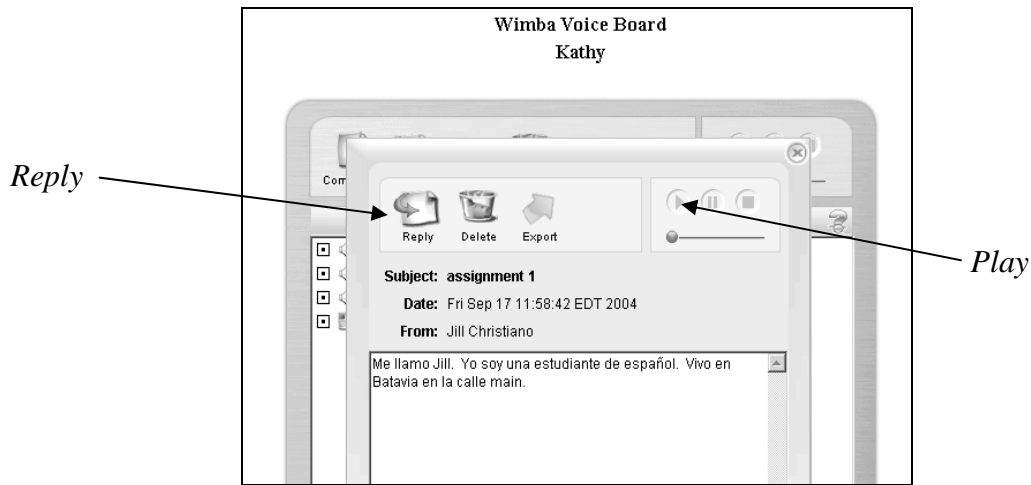 Wimba Voice Board
Kathy
Reply
Com
Reply Delete Export
Play
Subject: assignment 1
Date: Fri Sep 17 11:58:42 EDT 2004
From: Jill Christiano
Me llamo Jill. Yo soy una estudiante de español. Vivo en
Batavia en la calle main.